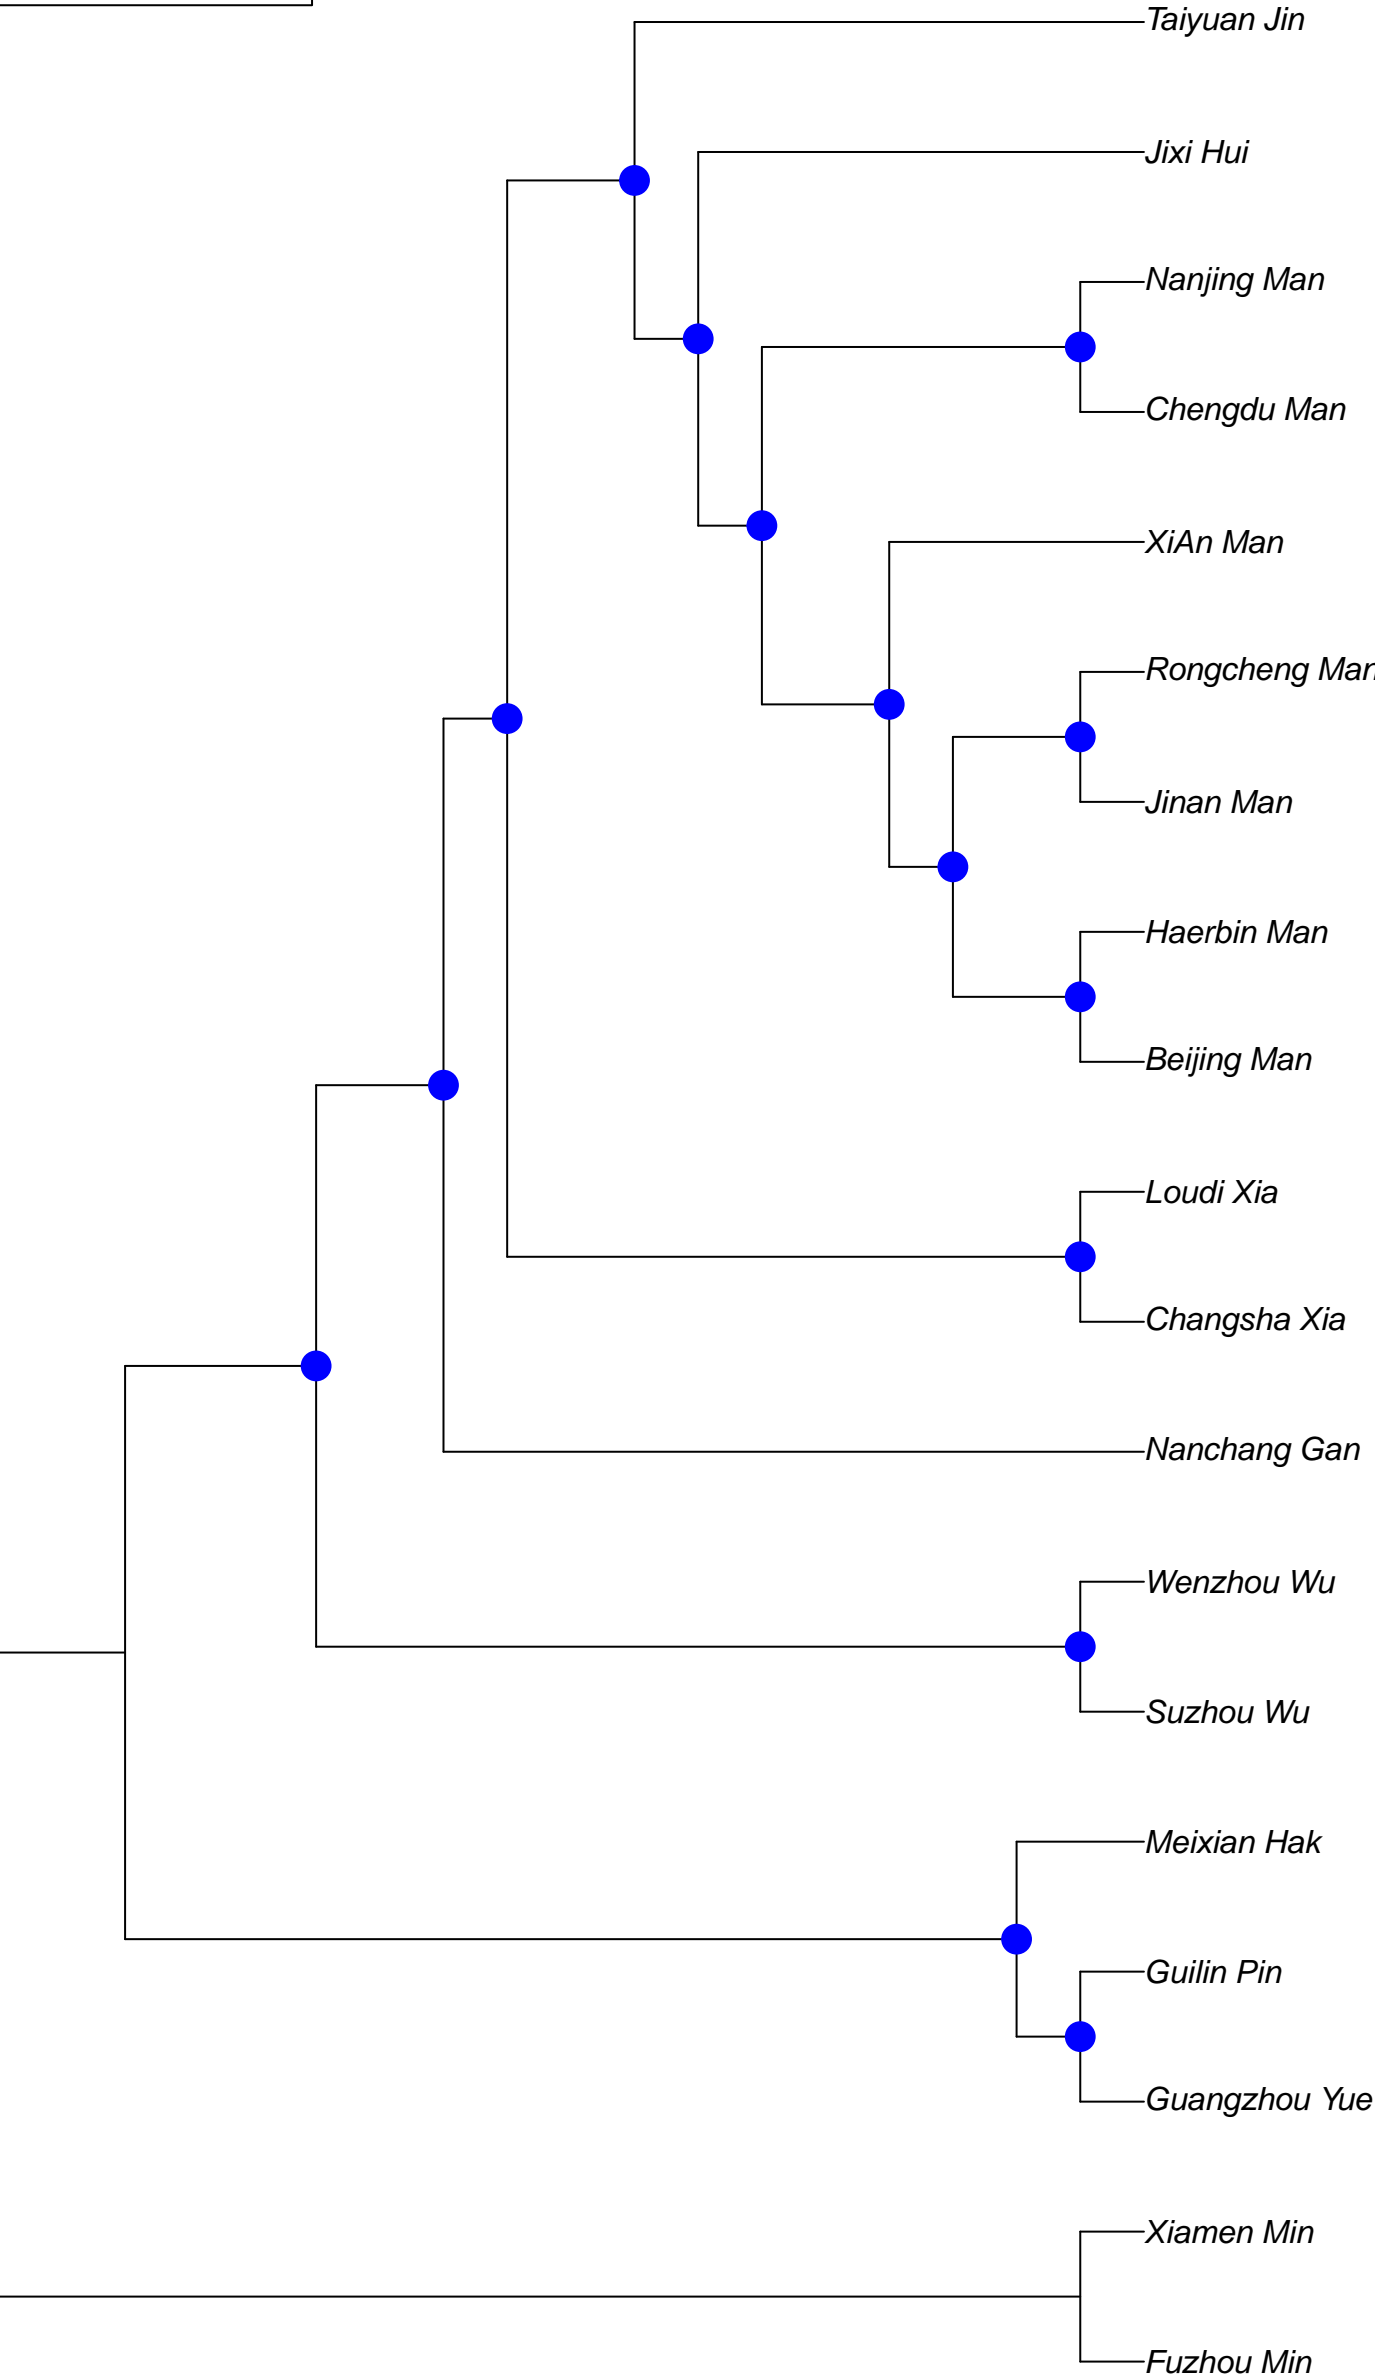 Taiyuan Jin
Jixi Hui
Nanjing Man
Chengdu Man
XiAn Man
Rongcheng Man
Jinan Man
Haerbin Man
Beijing Man
Loudi Xia
Changsha Xia
Nanchang Gan
Wenzhou Wu
Suzhou Wu
Meixian Hak
Guilin Pin
Guangzhou Yue
Xiamen Min
Fuzhou Min